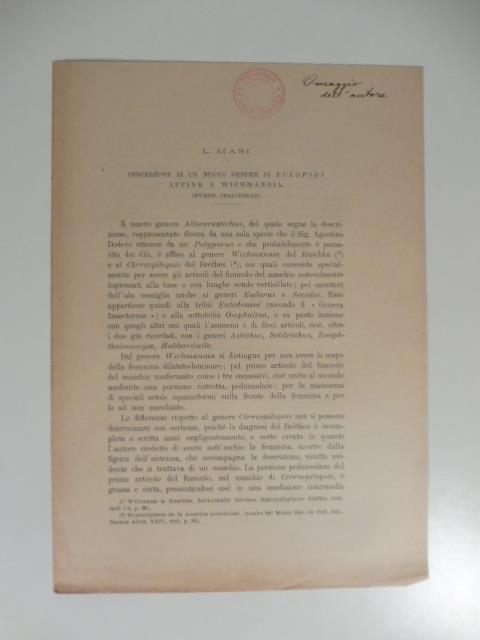 Omaggio
dell'autore
L. MASI
DESCRIZIONE DI UN NUOVO GENERE DI EULOFIDI
AFFINE A WICHMANNIA.
(HYMEN. CHALCIDIDAE)
Il nuovo genere Allocerastichus, del quale segue la descri-
zione, rappresentato finora da una sola specie che il Sig. Agostino
Dodero ottenne da un Polyporus e che probabilmente è paras-
sita dei Cis, è affine al genere Wichmannia del Ruschka (¹)
e al Cirrospilopsis del Brèthes (²), coi quali concorda special-
mente per avere gli articoli del funicolo del maschio notevolmente
ingrossati alla base e con lunghe setole verticillate; pei caratteri
dell'ala somiglia anche ai generi Euderus e Secodes. Esso
appartiene quindi alla tribù Entedonini (secondo il « Genera
Insectorum ») e alla sottotribù Omphalina, e va posto insieme
con quegli altri nei quali l'antenna è di dieci articoli, cioè, oltre
i due già ricordati, con i generi Astichus, Selitrichus, Eueph-
thalmomyia, Hubbardiella.
Dal genere Wichmannia si distingue per non avere lo scapo
della femmina dilatato-laminare; pel primo articolo del funicolo
del maschio conformato come i tre successivi, cioè unito al secondo
mediante una porzione ristretta, peduncolare; per la mancanza
di speciali setole squamiformi sulla fronte della femmina e per
le ali non macchiate.
Le differenze rispetto al genere Cirrospilopsis non si possono
determinare con certezza, poichè la diagnosi del Brèthes è incom-
pleta e scritta assai negligentemente, e certo errata in quanto
l'autore credette di avere sott'occhio la femmina, mentre dalla
figura dell'antenna, che accompagna la descrizione, risulta evi-
dente che si trattava di un maschio. La porzione peduncolare del
primo articolo del funicolo, nel maschio di Cirrospilopsis, è
grossa e corta, presentandosi così in una condizione intermedia